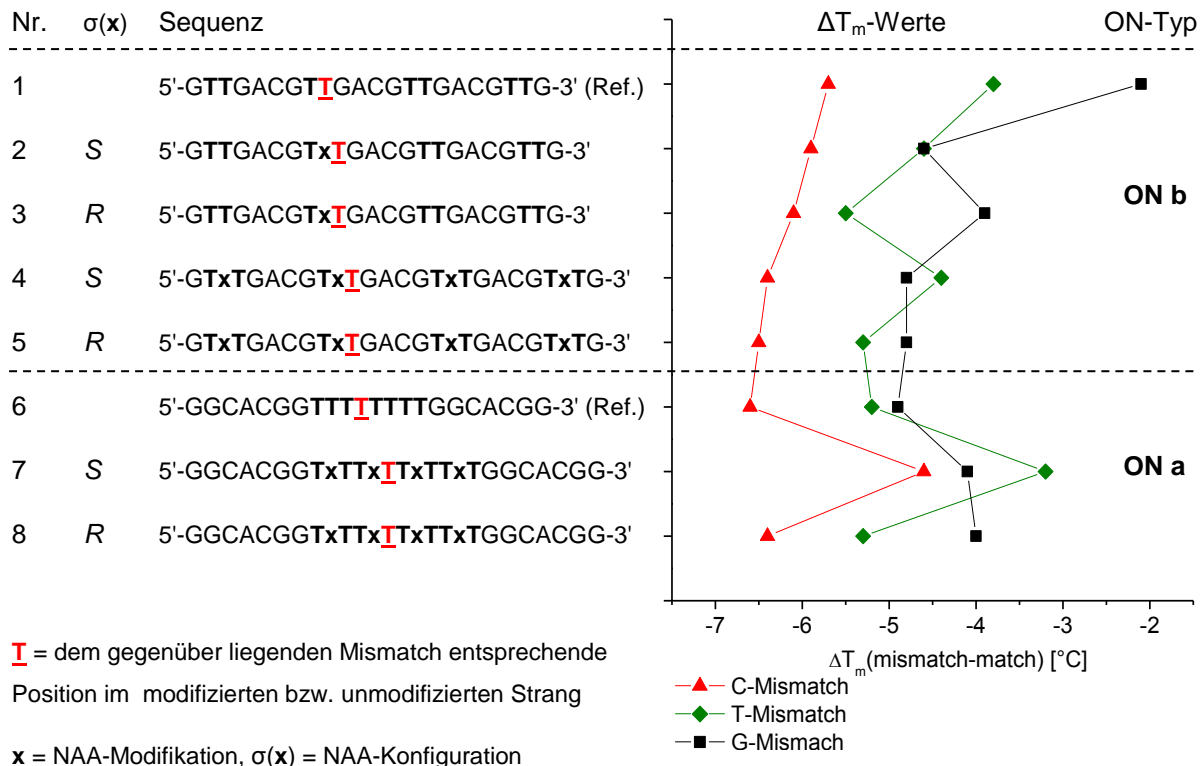 Nr. σ(x) Sequenz ΔTm-Werte ON-Typ
1 5'-GTTGACGTTGACGTTGACGTTG-3' (Ref.)
2 S 5'-GTTGACGTxTGACGTTGACGTTG-3'
3 R 5'-GTTGACGTxTGACGTTGACGTTG-3'
ON b
4 S 5'-GTxTGACGTxTGACGTxTGACGTxTG-3'
5 R 5'-GTxTGACGTxTGACGTxTGACGTxTG-3'
6 5'-GGCACGGTTTTTTTTGGCACGG-3' (Ref.)
7 S 5'-GGCACGGTxTTxTTxTTxTGGCACGG-3'
ON a
8 R 5'-GGCACGGTxTTxTTxTTxTGGCACGG-3'
-7 -6 -5 -4 -3 -2
ΔTm(mismatch-match) [°C]
T = dem gegenüber liegenden Mismatch entsprechende
Position im modifizierten bzw. unmodifizierten Strang
x = NAA-Modifikation, σ(x) = NAA-Konfiguration
C-Mismatch
T-Mismatch
G-Mismach